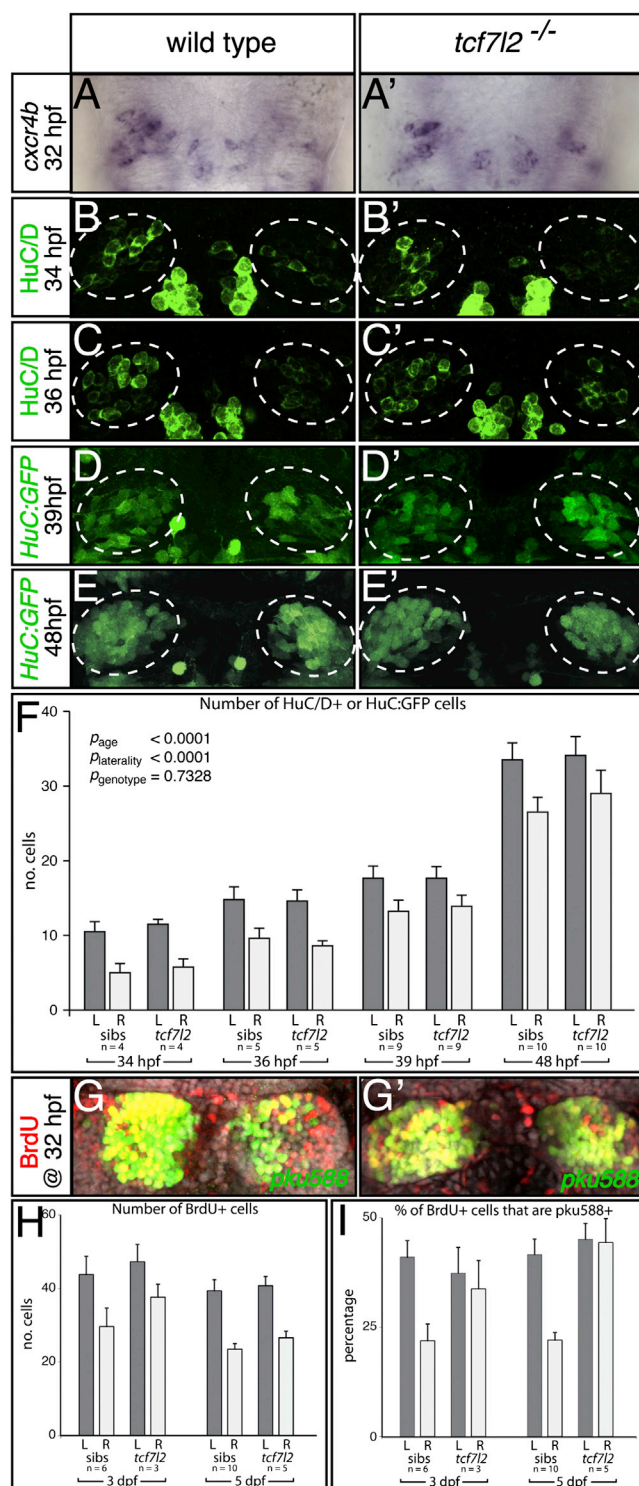 wild type
tcf7l2 -/-
cxcr4b
32 hpf
A
A'
HuC/D
34 hpf
B
B'
HuC/D
36 hpf
C
C'
HuC:GFP
39hpf
D
D'
HuC:GFP
48hpf
E
E'
F
Number of HuC/D+ or HuC:GFP cells
p age < 0.0001
p laterality < 0.0001
p genotype = 0.7328
no. cells
40
30
20
10
0
L R L R L R L R L R L R L R L R
sibs tcf7l2 sibs tcf7l2 sibs tcf7l2 sibs tcf7l2
n = 4 n = 4 n = 5 n = 5 n = 9 n = 9 n = 10 n = 10
34 hpf 36 hpf 39 hpf 48 hpf
BrdU
@ 32 hpf
G
pku588
G'
pku588
H
Number of BrdU+ cells
no. cells
60
40
20
0
L R L R L R L R
sibs tcf7l2 sibs tcf7l2
n = 6 n = 3 n = 10 n = 5
3 dpf 5 dpf
I
% of BrdU+ cells that are pku588+
percentage
50
25
0
L R L R L R L R
sibs tcf7l2 sibs tcf7l2
n = 6 n = 3 n = 10 n = 5
3 dpf 5 dpf